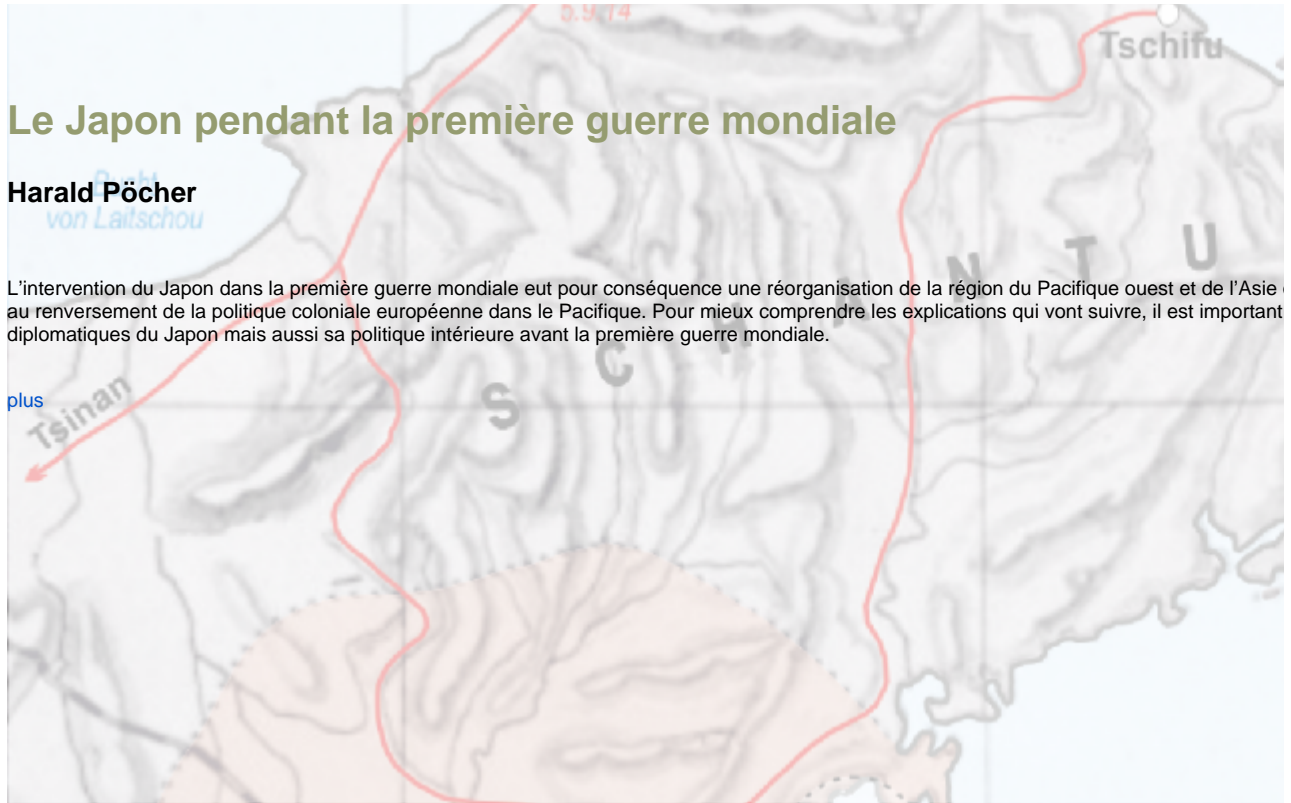 5.9.14
Tschifu
Le Japon pendant la première guerre mondiale
Harald Pöcher
Bucht
von Laitschou
L'intervention du Japon dans la première guerre mondiale eut pour conséquence une réorganisation de la région du Pacifique ouest et de l'Asie
au renversement de la politique coloniale européenne dans le Pacifique. Pour mieux comprendre les explications qui vont suivre, il est important
diplomatiques du Japon mais aussi sa politique intérieure avant la première guerre mondiale.
SCHANTU
plus
Tsinan